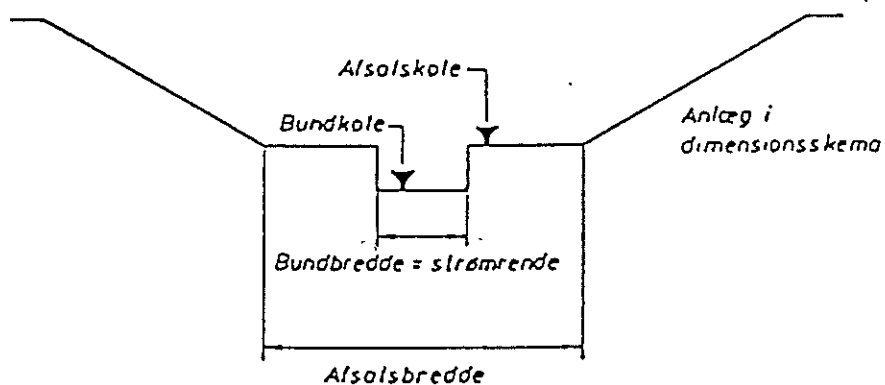 Afsatskote
Bundkote
Anlæg i
dimensionsskema
Bundbredde = strømrende
Afsatsbredde